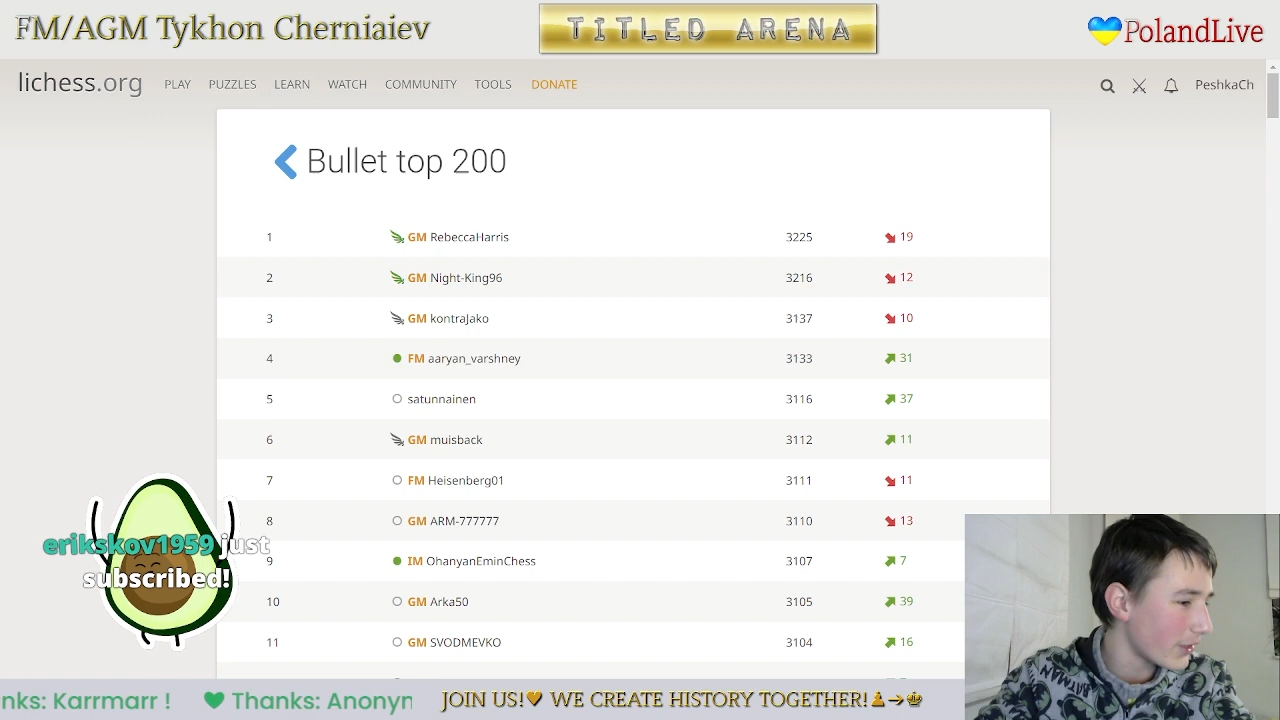 FM/AGM Tykhon Cherniaiev
TITLED ARENA
PolandLive
lichess.org PLAY PUZZLES LEARN WATCH COMMUNITY TOOLS DONATE PeshkaCh
Bullet top 200
1 GM RebeccaHarris 3225 19
2 GM Night-King96 3216 12
3 GM kontraJako 3137 10
4 FM aaryan_varshney 3133 31
5 satunnainen 3116 37
6 GM muisback 3112 11
7 FM Heisenberg01 3111 11
8 GM ARM-777777 3110 13
erikskov1959 just
subscribed!
9 IM OhanyanEminChess 3107 7
10 GM Arka50 3105 39
11 GM SVODMEVKO 3104 16
BATMAN
nks: Karrmarr ! Thanks: Anonyn JOIN US! WE CREATE HISTORY TOGETHER!